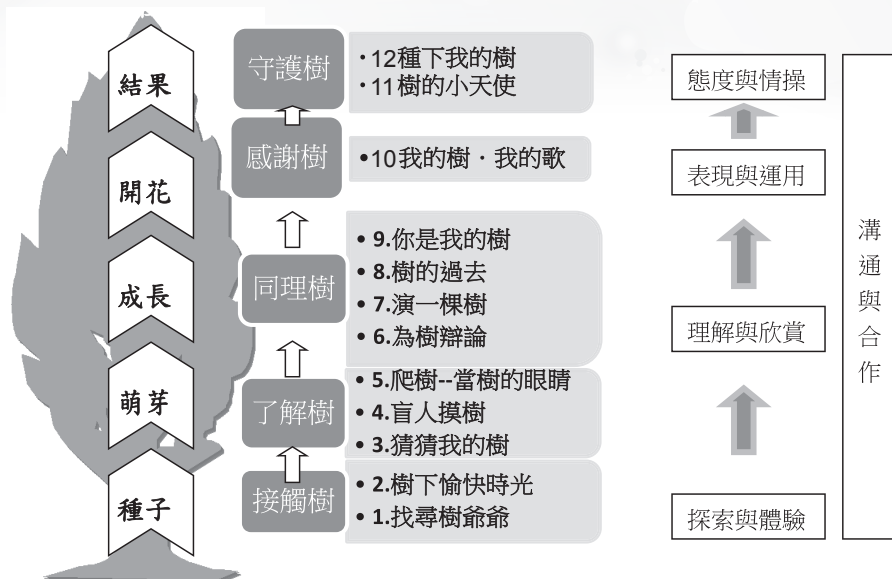 結果
守護樹
·12種下我的樹
·11樹的小天使
開花
感謝樹
•10我的樹·我的歌
成長
同理樹
• 9.你是我的樹
• 8.樹的過去
• 7.演一棵樹
• 6.為樹辯論
萌芽
了解樹
• 5.爬樹--當樹的眼睛
• 4.盲人摸樹
• 3.猜猜我的樹
種子
接觸樹
• 2.樹下愉快時光
• 1.找尋樹爺爺
態度與情操
表現與運用
理解與欣賞
探索與體驗
溝通與合作